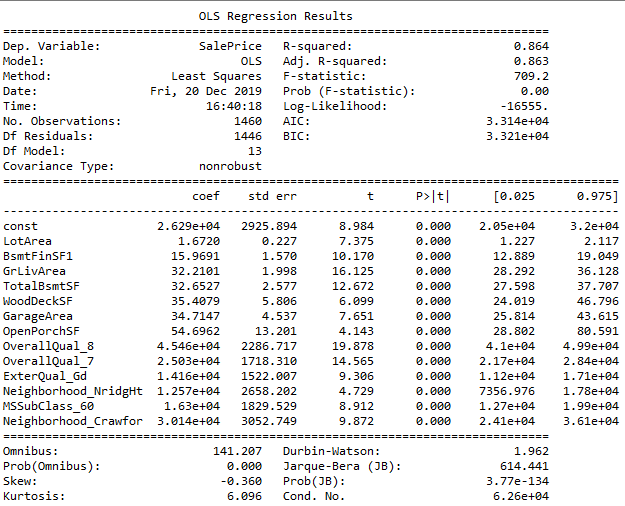 OLS Regression Results
==============================================================================
Dep. Variable:              SalePrice   R-squared:                       0.864
Model:                            OLS   Adj. R-squared:                  0.863
Method:                 Least Squares   F-statistic:                     709.2
Date:                Fri, 20 Dec 2019   Prob (F-statistic):               0.00
Time:                        16:40:18   Log-Likelihood:                -16555.
No. Observations:                1460   AIC:                         3.314e+04
Df Residuals:                    1446   BIC:                         3.321e+04
Df Model:                          13
Covariance Type:            nonrobust
========================================================================================
                           coef    std err          t      P>|t|      [0.025      0.975]
----------------------------------------------------------------------------------------
const                 2.629e+04   2925.894      8.984      0.000    2.05e+04     3.2e+04
LotArea                  1.6720      0.227      7.375      0.000       1.227       2.117
BsmtFinSF1              15.9691      1.570     10.170      0.000      12.889      19.049
GrLivArea               32.2101      1.998     16.125      0.000      28.292      36.128
TotalBsmtSF             32.6527      2.577     12.672      0.000      27.598      37.707
WoodDeckSF              35.4079      5.806      6.099      0.000      24.019      46.796
GarageArea              34.7147      4.537      7.651      0.000      25.814      43.615
OpenPorchSF             54.6962     13.201      4.143      0.000      28.802      80.591
OverallQual_8         4.546e+04   2286.717     19.878      0.000     4.1e+04    4.99e+04
OverallQual_7         2.503e+04   1718.310     14.565      0.000    2.17e+04    2.84e+04
ExterQual_Gd          1.416e+04   1522.007      9.306      0.000    1.12e+04    1.71e+04
Neighborhood_NridgHt  1.257e+04   2658.202      4.729      0.000    7356.976    1.78e+04
MSSubClass_60          1.63e+04   1829.529      8.912      0.000    1.27e+04    1.99e+04
Neighborhood_Crawfor  3.014e+04   3052.749      9.872      0.000    2.41e+04    3.61e+04
==============================================================================
Omnibus:                      141.207   Durbin-Watson:                   1.962
Prob(Omnibus):                  0.000   Jarque-Bera (JB):              614.441
Skew:                          -0.360   Prob(JB):                    3.77e-134
Kurtosis:                       6.096   Cond. No.                     6.26e+04